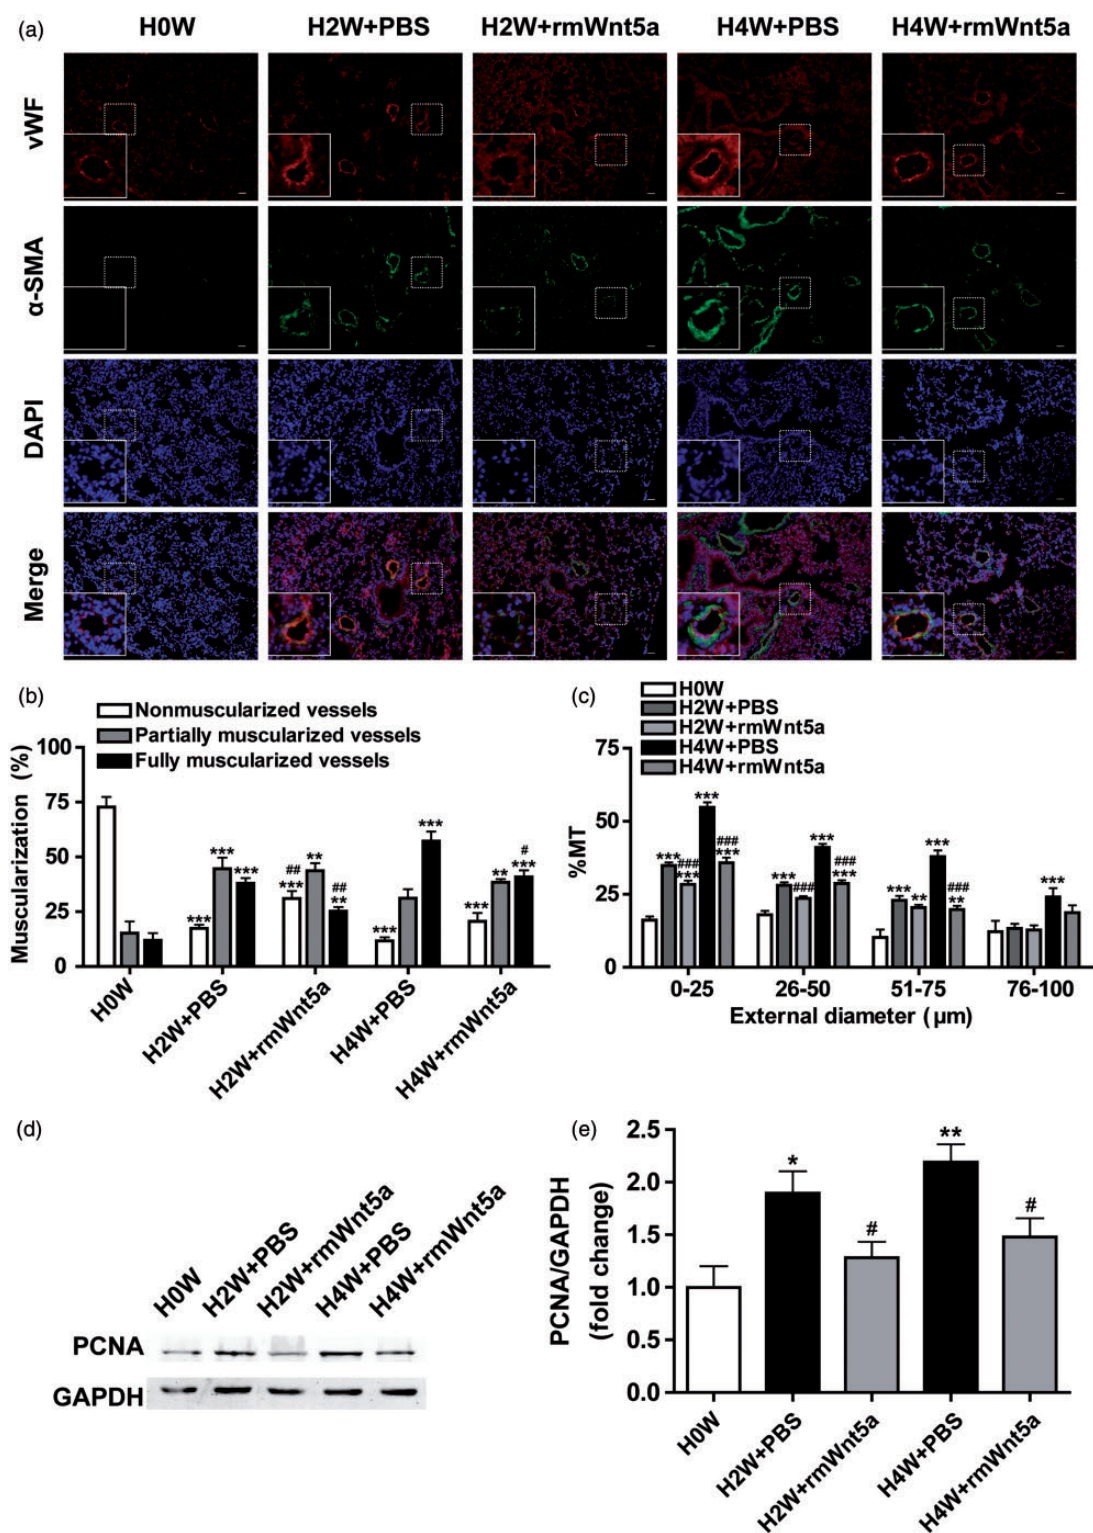 (a)
H0W
H2W+PBS
H2W+rmWnt5a
H4W+PBS
H4W+rmWnt5a
vWF
α-SMA
DAPI
Merge
(b)
Nonmuscularized vessels
Partially muscularized vessels
Fully muscularized vessels
Muscularization (%)
100
75
50
25
0
***
***
***
##
***
**
##
**
***
***
***
**
#
***
H0W
H2W+PBS
H2W+rmWnt5a
H4W+PBS
H4W+rmWnt5a
(c)
H0W
H2W+PBS
H2W+rmWnt5a
H4W+PBS
H4W+rmWnt5a
%MT
75
50
25
0
***
###
***
***
###
***
***
###
***
###
***
***
**
***
###
**
***
0-25
26-50
51-75
76-100
External diameter (µm)
(d)
H0W
H2W+PBS
H2W+rmWnt5a
H4W+PBS
H4W+rmWnt5a
PCNA
GAPDH
(e)
PCNA/GAPDH
(fold change)
2.5
2.0
1.5
1.0
0.5
0.0
*
#
**
#
H0W
H2W+PBS
H2W+rmWnt5a
H4W+PBS
H4W+rmWnt5a